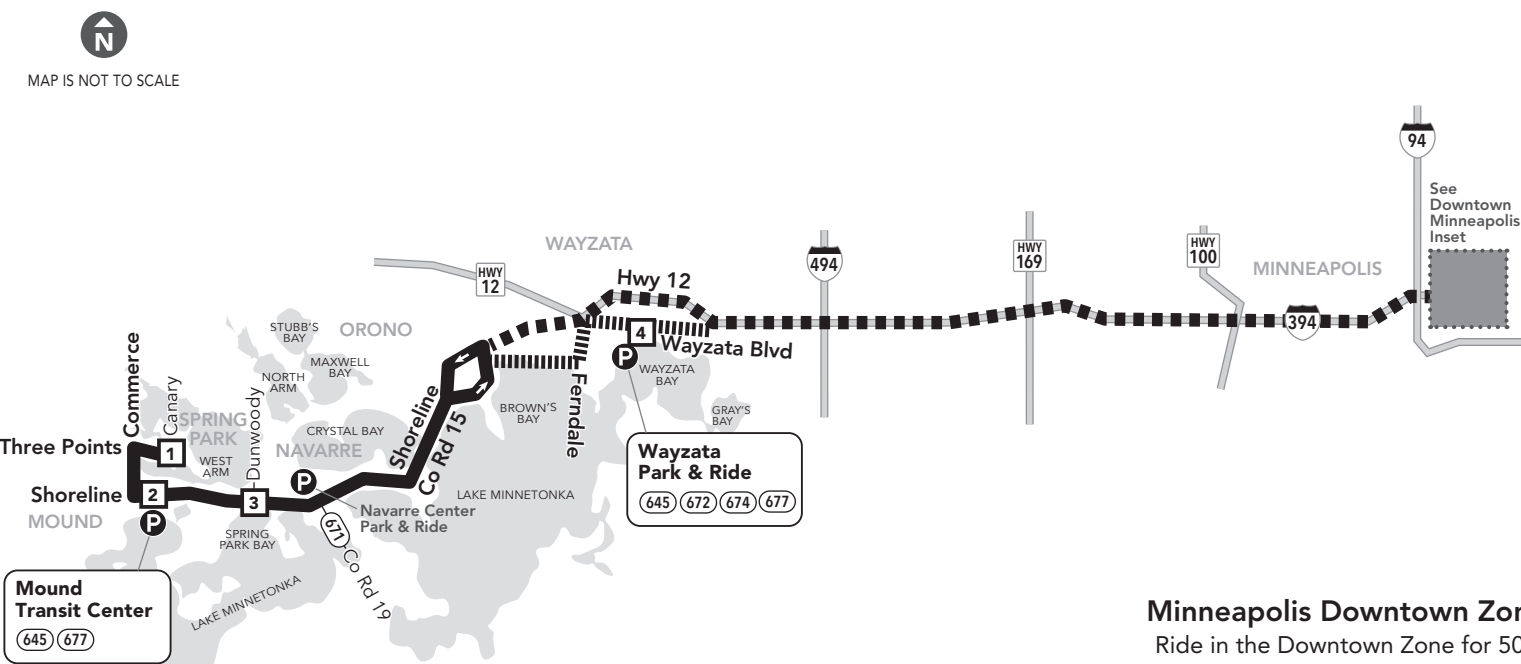 N
MAP IS NOT TO SCALE
94
See
Downtown
Minneapolis
Inset
WAYZATA
494
HWY
169
HWY
100
MINNEAPOLIS
HWY
12
Hwy 12
394
STUBB'S
BAY
ORONO
4
Wayzata Blvd
P
MAXWELL
BAY
NORTH
ARM
WAYZATA
BAY
Commerce
Canary
Dunwoody
Shoreline
Co Rd 15
Ferndale
BROWN'S
BAY
GRAY'S
BAY
SPRING
PARK
CRYSTAL BAY
NAVARRE
Three Points
1
WEST
ARM
Wayzata
Park & Ride
645 672 674 677
P
Shoreline
2
3
LAKE MINNETONKA
MOUND
P
Navarre Center
Park & Ride
671
Co Rd 19
SPRING
PARK BAY
LAKE MINNETONKA
Mound
Transit Center
645 677
Minneapolis Downtown Zon
Ride in the Downtown Zone for 50